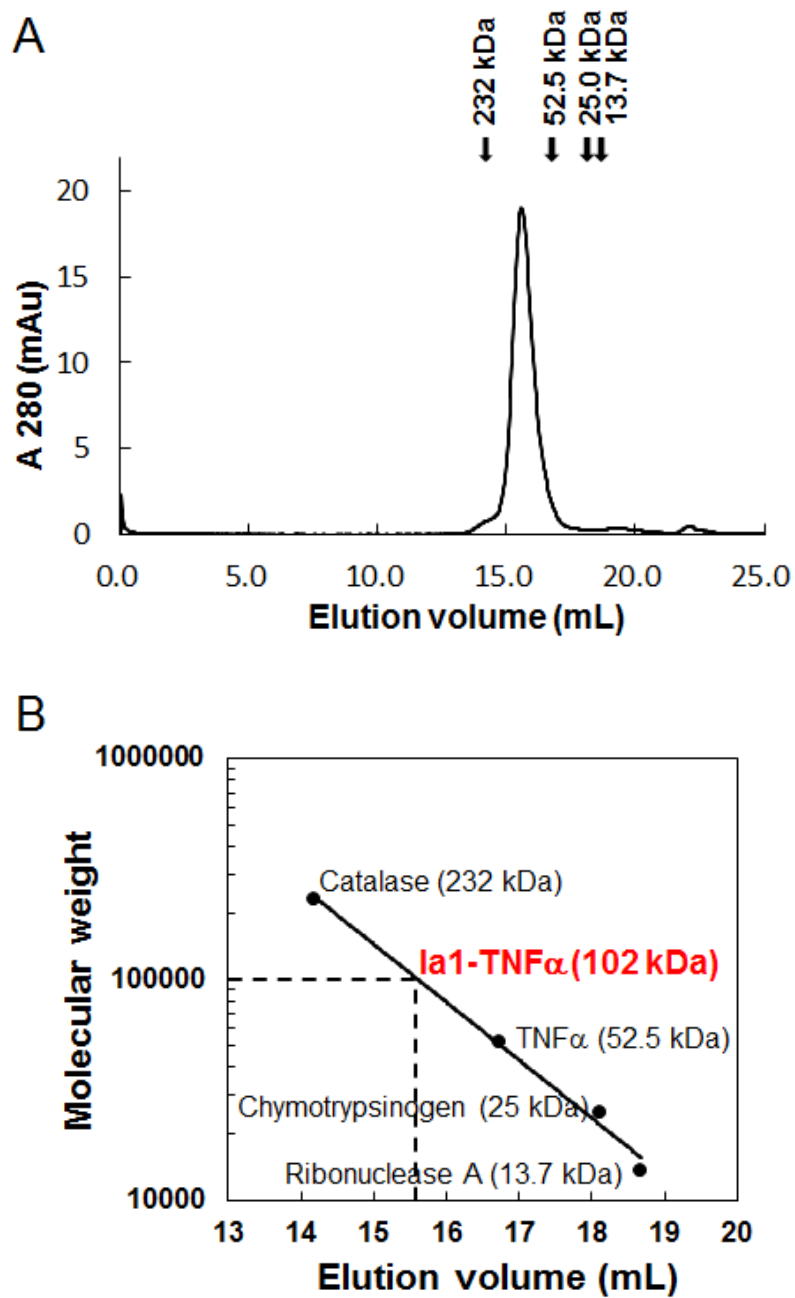 A
232 kDa
52.5 kDa
25.0 kDa
13.7 kDa
20
15
10
5
0
A 280 (mAu)
0.0 5.0 10.0 15.0 20.0 25.0
Elution volume (mL)
B
1000000
100000
10000
Molecular weight
Catalase (232 kDa)
Ia1-TNFα (102 kDa)
TNFα (52.5 kDa)
Chymotrypsinogen (25 kDa)
Ribonuclease A (13.7 kDa)
13 14 15 16 17 18 19 20
Elution volume (mL)